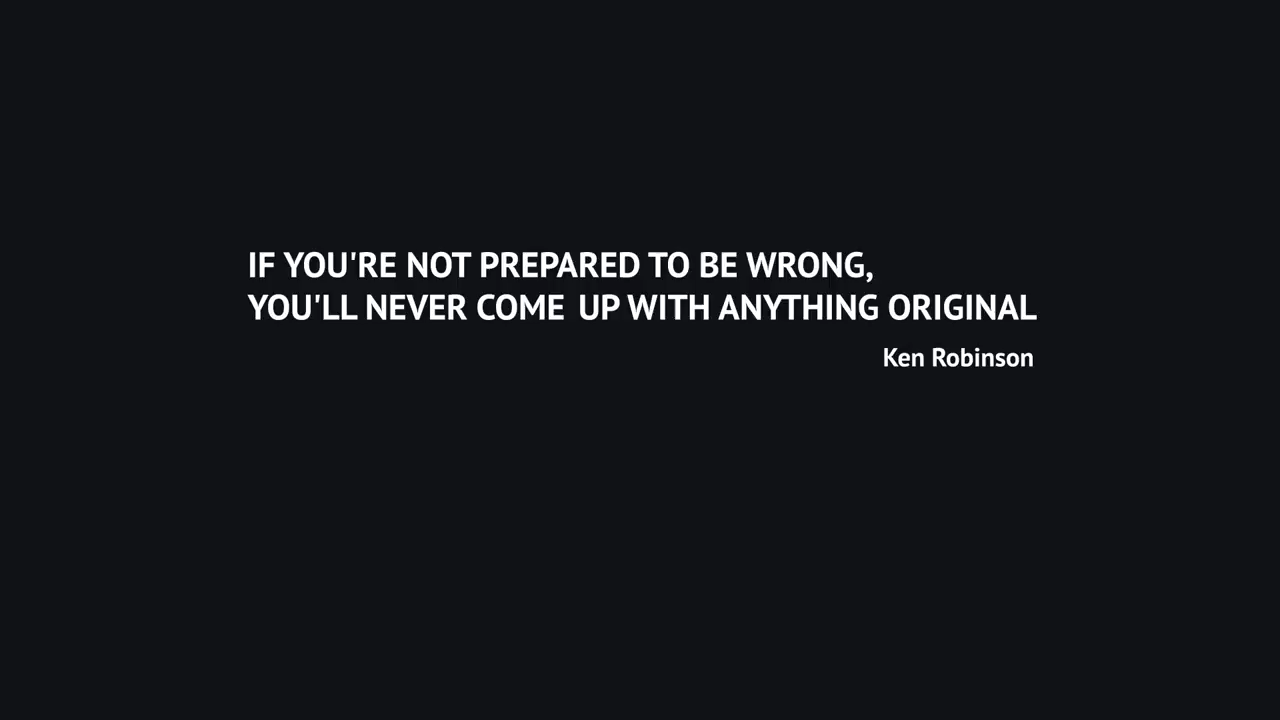 IF YOU'RE NOT PREPARED TO BE WRONG,
YOU'LL NEVER COME UP WITH ANYTHING ORIGINAL
Ken Robinson